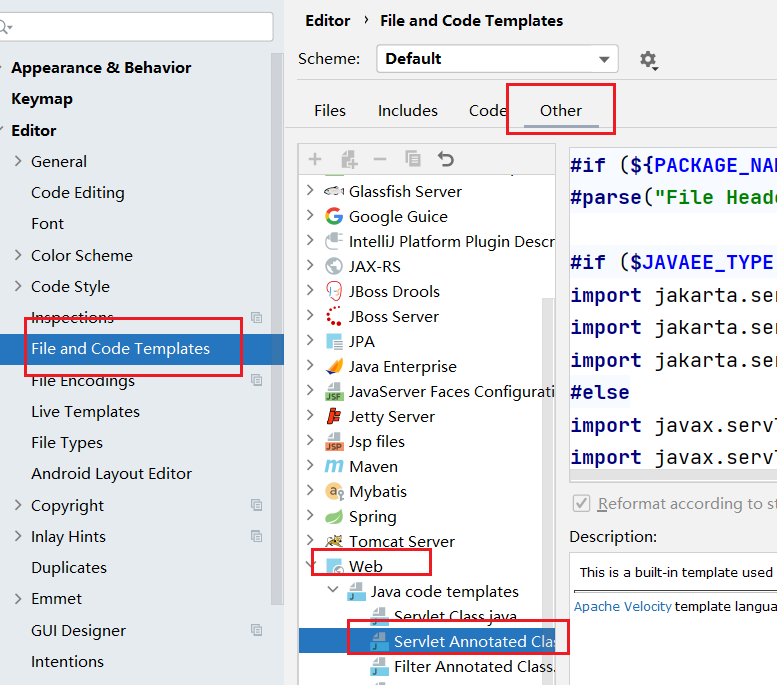 Editor › File and Code Templates
Scheme: Default
Appearance & Behavior
Keymap
Editor
General
Code Editing
Font
Color Scheme
Code Style
Inspections
File and Code Templates
File Encodings
Live Templates
File Types
Android Layout Editor
Copyright
Inlay Hints
Duplicates
Emmet
GUI Designer
Intentions
Files Includes Code Other
Glassfish Server
Google Guice
IntelliJ Platform Plugin Descr
JAX-RS
JBoss Drools
JBoss Server
JPA
Java Enterprise
JavaServer Faces Configurati
Jetty Server
Jsp files
Maven
Mybatis
Spring
Tomcat Server
Web
Java code templates
Servlet Class.java
Servlet Annotated Clas
Filter Annotated Class.
#if (${PACKAGE_NAM
#parse("File Heade
#if ($JAVAEE_TYPE
import jakarta.ser
import jakarta.ser
import jakarta.ser
#else
import javax.servl
import javax.servl
Reformat according to st
Description:
This is a built-in template used
Apache Velocity template langua